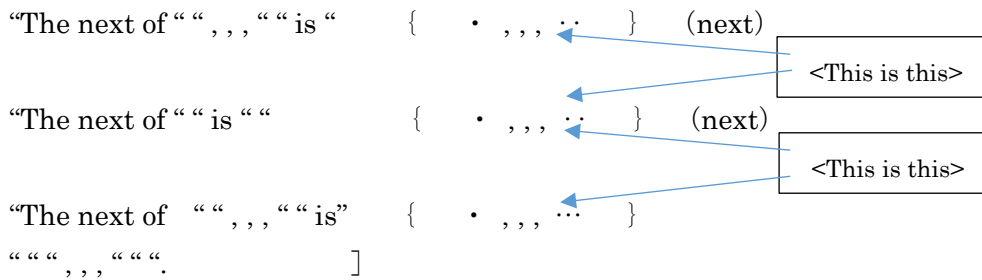 “The next of “ “ , , , “ “ is “ { ・ , , , ‥ } (next)
<This is this>
“The next of “ “ is “ “ { ・ , , , ‥ } (next)
<This is this>
“The next of “ “ , , , “ “ is” { ・ , , , … }
“ “ “ , , , “ “ “. ]